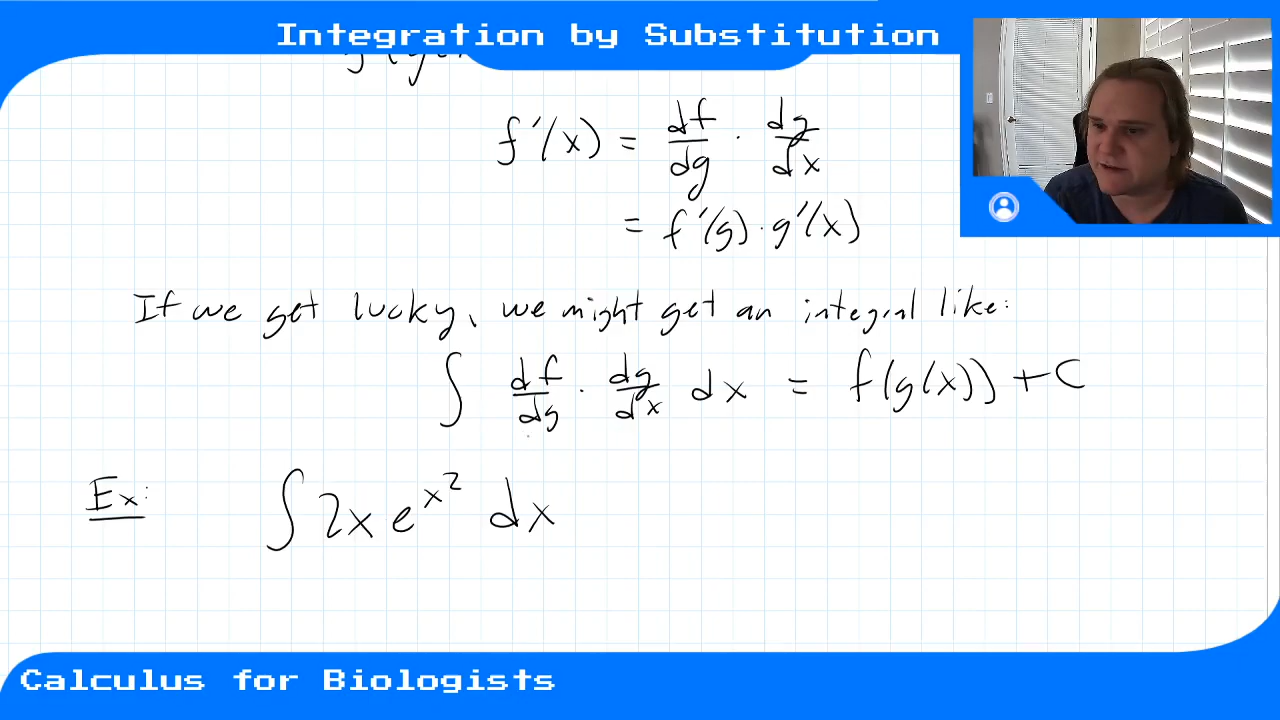 Integration by Substitution
f'(x) = df/dg · dg/dx
= f'(g) · g'(x)
If we get lucky, we might get an integral like:
∫ df/dg · dg/dx dx = f(g(x)) + C
Ex: ∫ 2x e^{x^2} dx
Calculus for Biologists